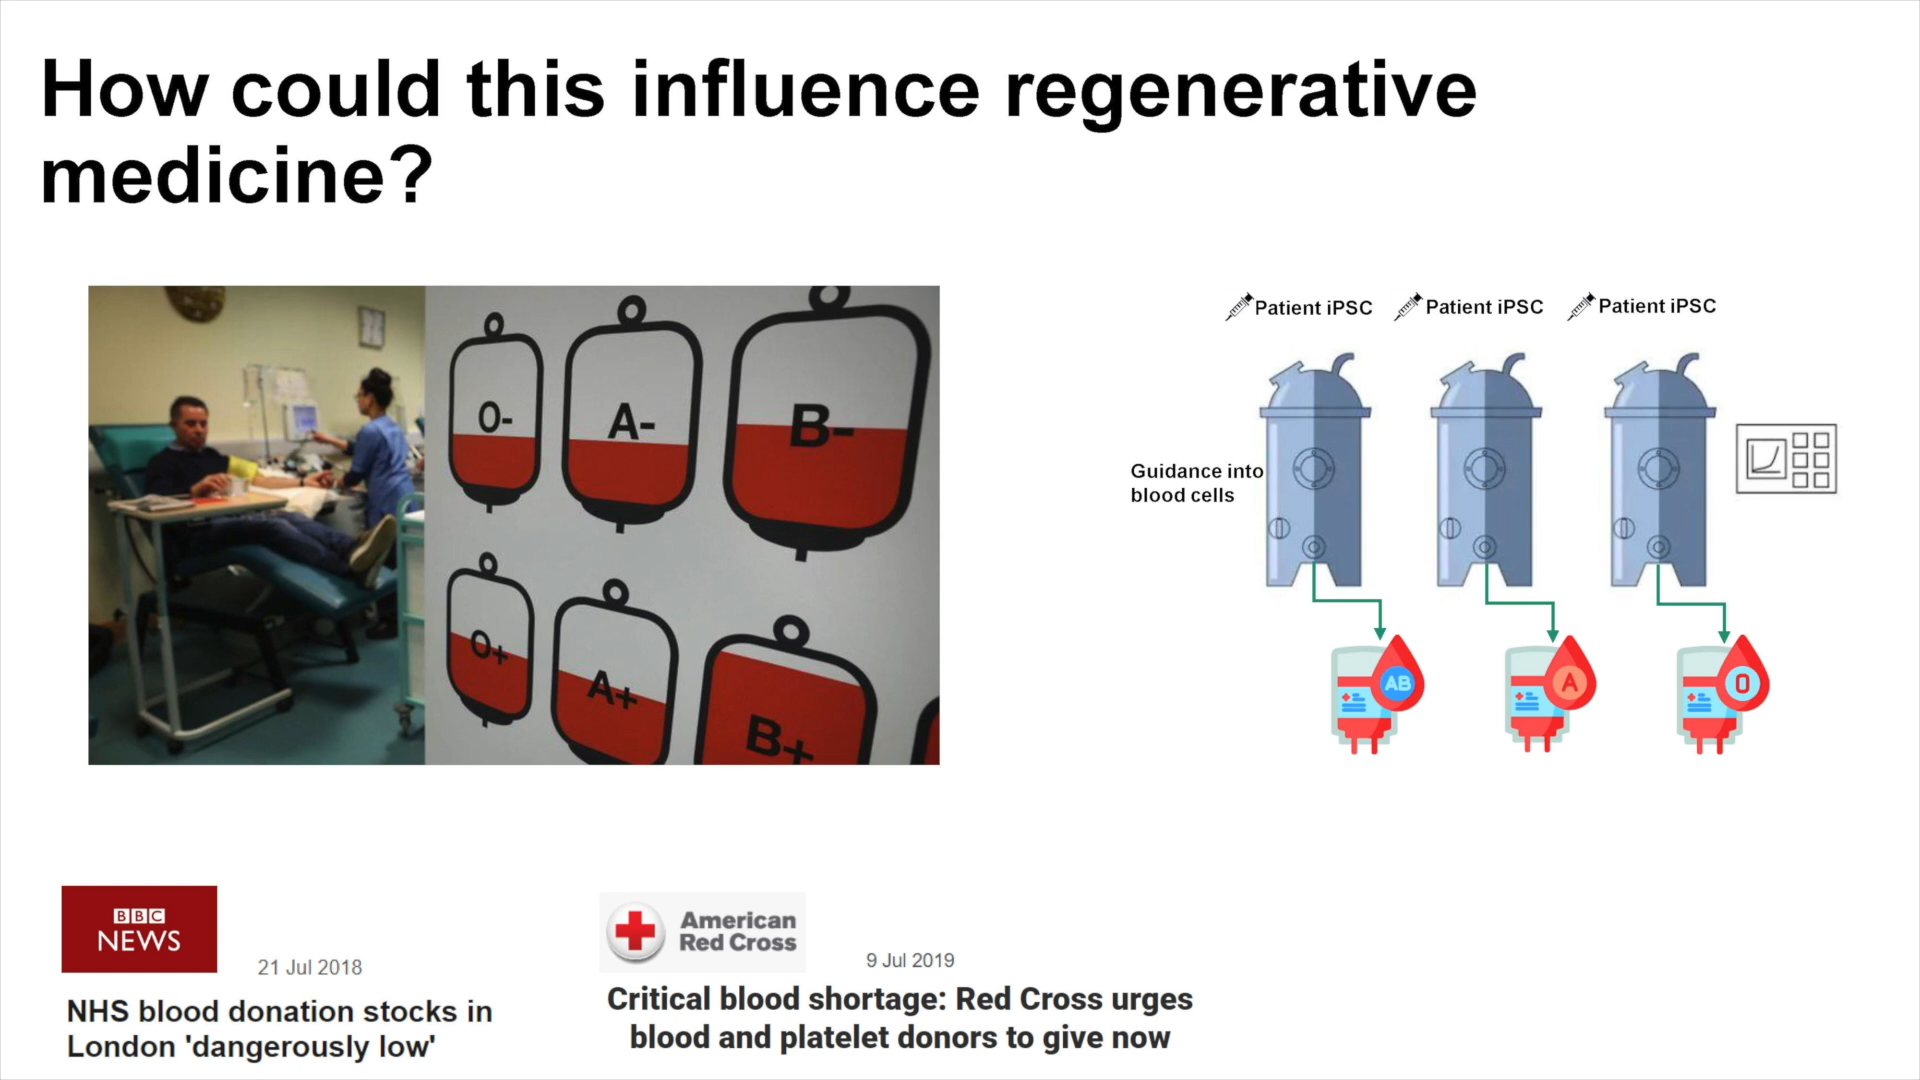 How could this influence regenerative
medicine?
O-
A-
B-
O+
A+
B+
Patient iPSC
Patient iPSC
Patient iPSC
Guidance into
blood cells
AB
A
O
BBC
NEWS
21 Jul 2018
NHS blood donation stocks in
London 'dangerously low'
American
Red Cross
9 Jul 2019
Critical blood shortage: Red Cross urges
blood and platelet donors to give now